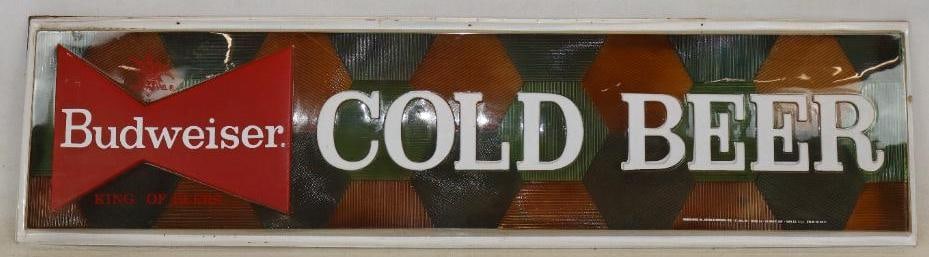 Budweiser.
KING OF BEERS
COLD BEER